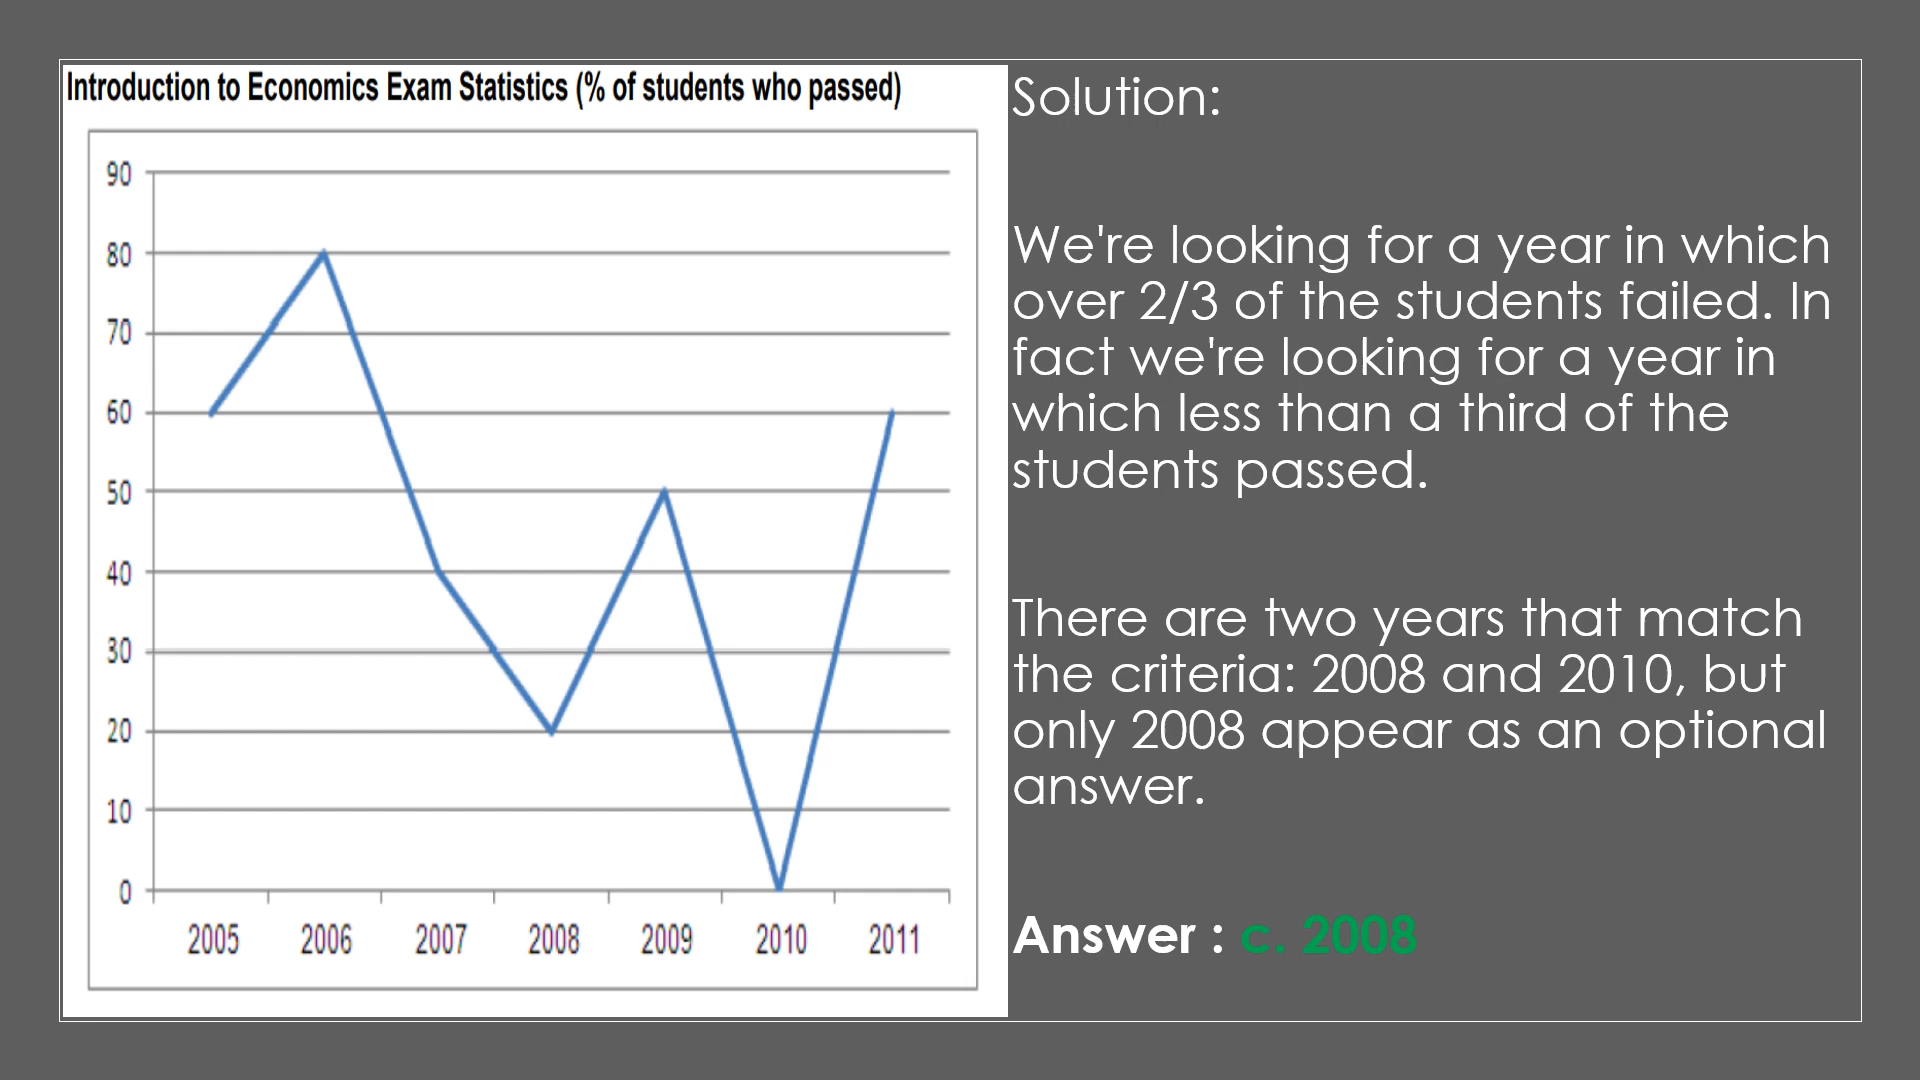 Introduction to Economics Exam Statistics (% of students who passed)
90
80
70
60
50
40
30
20
10
0
2005 2006 2007 2008 2009 2010 2011
Solution:
We're looking for a year in which
over 2/3 of the students failed. In
fact we're looking for a year in
which less than a third of the
students passed.
There are two years that match
the criteria: 2008 and 2010, but
only 2008 appear as an optional
answer.
Answer : c. 2008